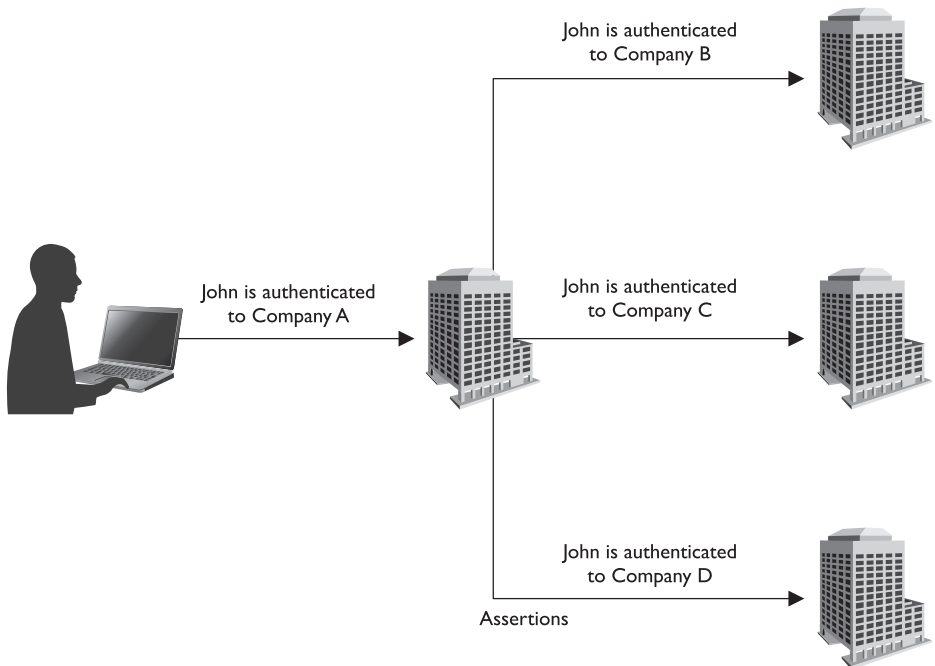 John is authenticated
to Company B
John is authenticated
to Company A
John is authenticated
to Company C
John is authenticated
to Company D
Assertions